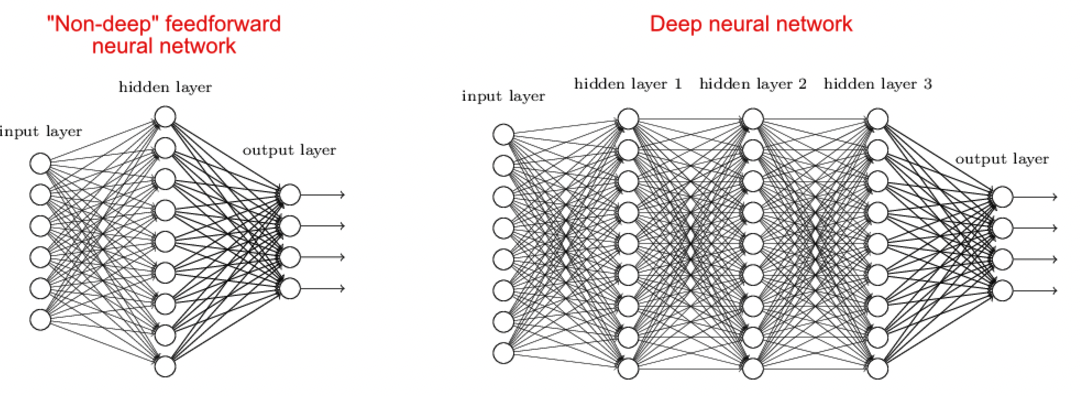 "Non-deep" feedforward
neural network
hidden layer
input layer
output layer
Deep neural network
hidden layer 1 hidden layer 2 hidden layer 3
input layer
output layer